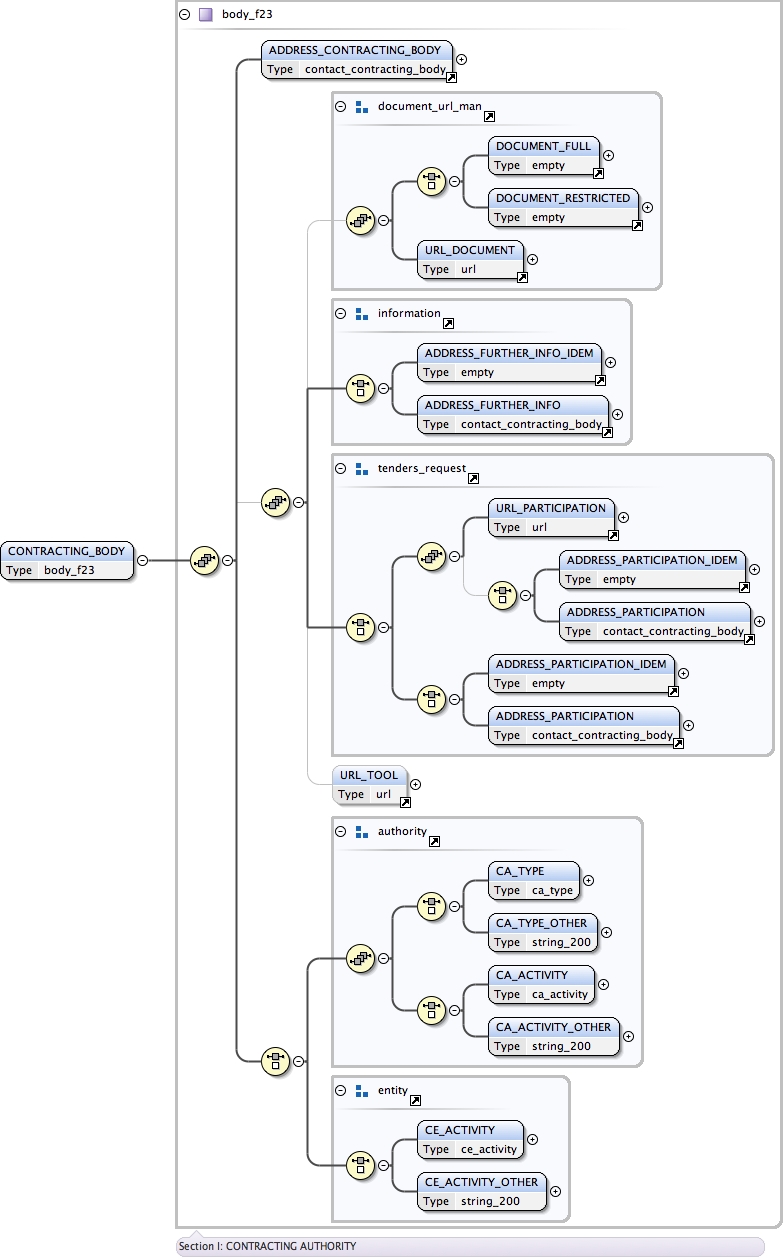 body_f23
ADDRESS_CONTRACTING_BODY
Type contact_contracting_body
document_url_man
DOCUMENT_FULL
Type empty
DOCUMENT_RESTRICTED
Type empty
URL_DOCUMENT
Type url
information
ADDRESS_FURTHER_INFO_IDEM
Type empty
ADDRESS_FURTHER_INFO
Type contact_contracting_body
tenders_request
URL_PARTICIPATION
Type url
CONTRACTING_BODY
Type body_f23
ADDRESS_PARTICIPATION_IDEM
Type empty
ADDRESS_PARTICIPATION
Type contact_contracting_body
ADDRESS_PARTICIPATION_IDEM
Type empty
ADDRESS_PARTICIPATION
Type contact_contracting_body
URL_TOOL
Type url
authority
CA_TYPE
Type ca_type
CA_TYPE_OTHER
Type string_200
CA_ACTIVITY
Type ca_activity
CA_ACTIVITY_OTHER
Type string_200
entity
CE_ACTIVITY
Type ce_activity
CE_ACTIVITY_OTHER
Type string_200
Section I: CONTRACTING AUTHORITY